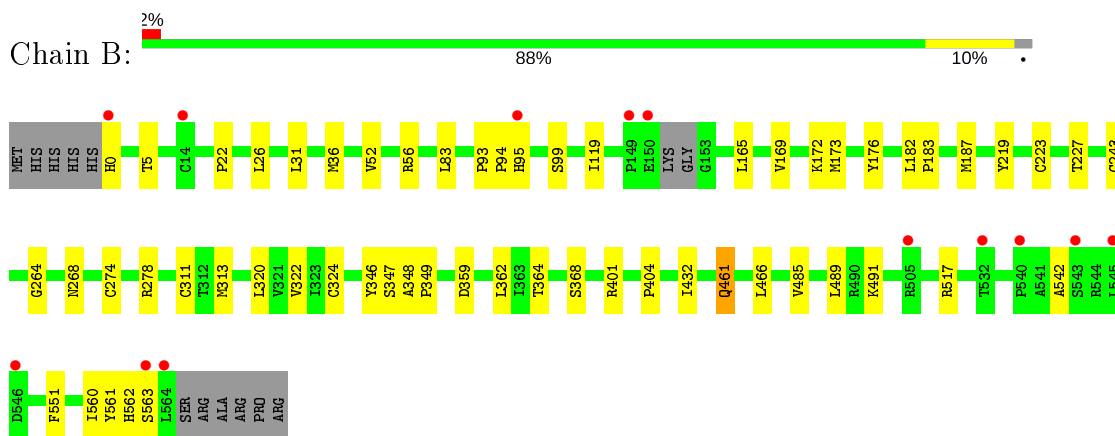 2%
Chain B:
88% 10% •
MET HIS HIS HIS HIS H0 T5 C14 P22 L26 L31 M36 V52 R56 L83 P93 P94 H95 S99 I119 P149 E150 LYS GLY G153 L165 V169 K172 M173 Y176 L182 P183 M187 Y219 C223 T227
G264 N268 C274 R278 C311 T312 M313 L320 V321 V322 I323 C324 Y346 S347 A348 P349 D359 L362 I363 T364 S368 R401 P404 I432 Q461 L466 V485 L489 R490 K491 R505 R517 T532 P540 A541 A542 S543 R544 L545
D546 F551 I560 Y561 H562 S563 L564 SER ARG ALA ARG PRO ARG